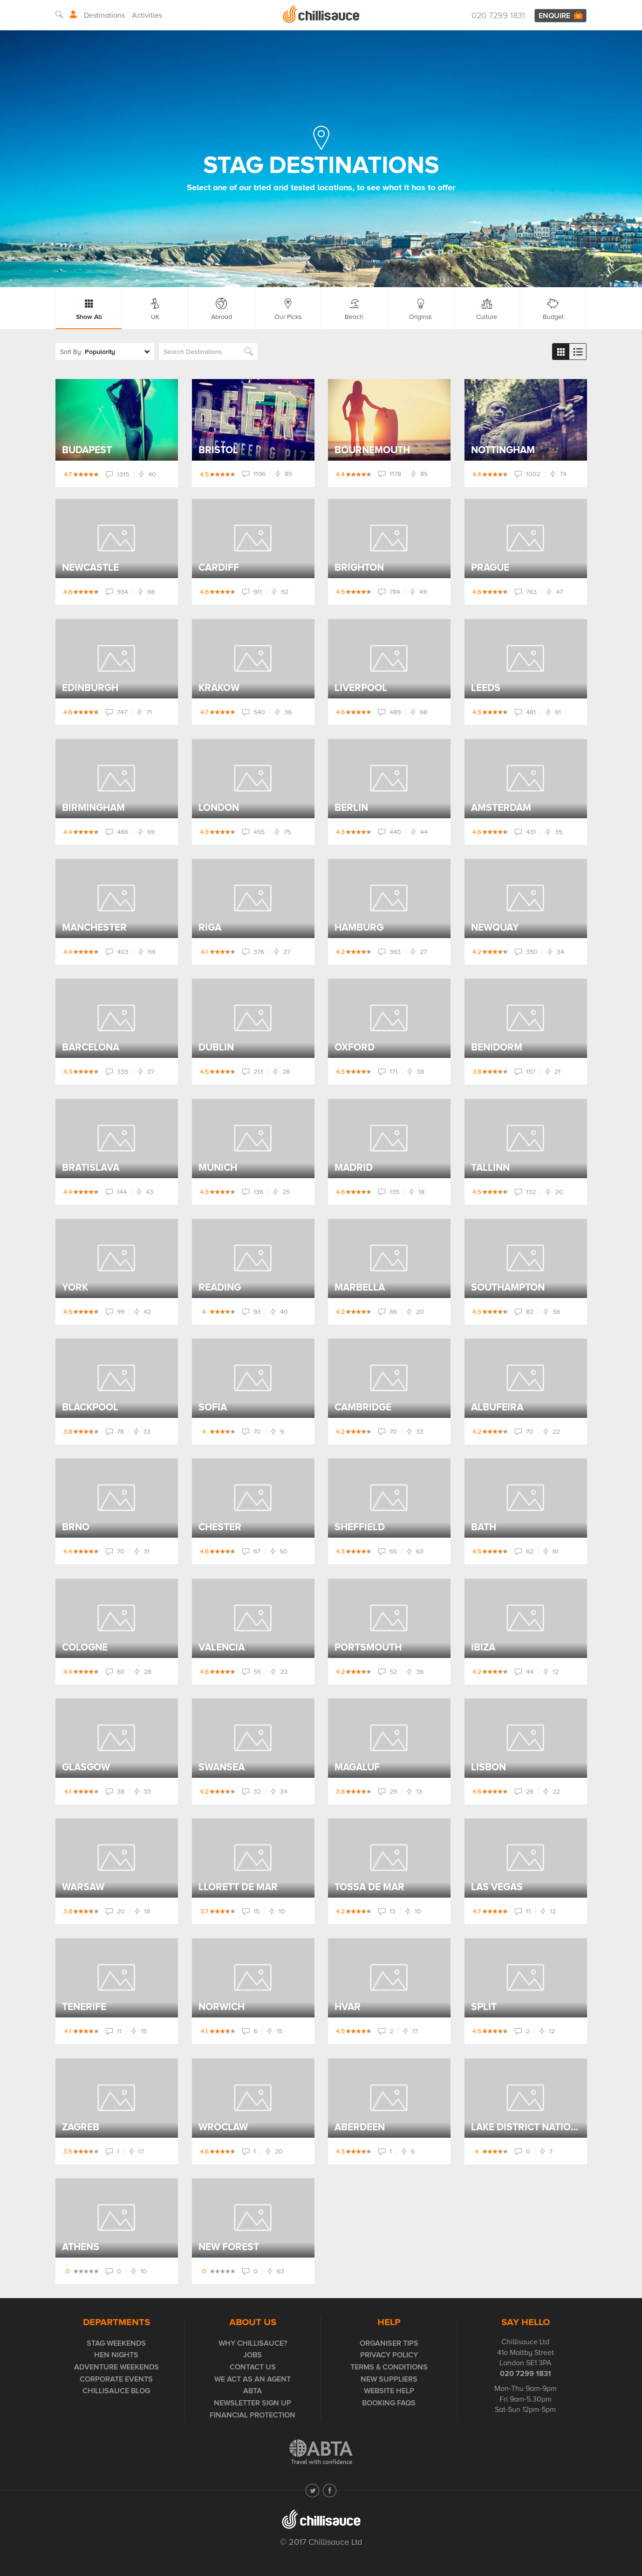 Destinations Activities
chillisauce
020 7299 1831 ENQUIRE
STAG DESTINATIONS
Select one of our tried and tested locations, to see what it has to offer
Show All UK Abroad Our Picks Beach Original Culture Budget
Sort By: Popularity Search Destinations
BUDAPEST BRISTOL BOURNEMOUTH NOTTINGHAM
4.7 1315 40 4.5 1196 85 4.4 1178 85 4.4 1002 74
NEWCASTLE CARDIFF BRIGHTON PRAGUE
4.6 934 68 4.6 911 92 4.5 784 49 4.6 763 47
EDINBURGH KRAKOW LIVERPOOL LEEDS
4.6 747 71 4.7 540 36 4.6 489 68 4.5 481 61
BIRMINGHAM LONDON BERLIN AMSTERDAM
4.4 466 69 4.3 455 75 4.3 440 44 4.6 431 35
MANCHESTER RIGA HAMBURG NEWQUAY
4.4 403 59 4.1 376 27 4.2 363 27 4.2 350 34
BARCELONA DUBLIN OXFORD BENIDORM
4.3 335 37 4.5 213 28 4.3 171 38 3.8 157 21
BRATISLAVA MUNICH MADRID TALLINN
4.4 144 43 4.3 136 25 4.6 135 18 4.5 132 20
YORK READING MARBELLA SOUTHAMPTON
4.5 99 42 4 93 40 4.2 86 20 4.3 82 56
BLACKPOOL SOFIA CAMBRIDGE ALBUFEIRA
3.8 78 33 4 70 9 4.2 70 33 4.2 70 22
BRNO CHESTER SHEFFIELD BATH
4.4 70 31 4.6 67 50 4.3 65 63 4.5 62 61
COLOGNE VALENCIA PORTSMOUTH IBIZA
4.4 60 28 4.6 55 22 4.2 52 36 4.2 44 12
GLASGOW SWANSEA MAGALUF LISBON
4.1 38 33 4.2 32 34 3.8 29 13 4.6 26 22
WARSAW LLORETT DE MAR TOSSA DE MAR LAS VEGAS
3.8 20 18 3.7 15 10 4.2 13 10 4.7 11 12
TENERIFE NORWICH HVAR SPLIT
4.1 11 15 4.1 6 15 4.5 2 17 4.5 2 12
ZAGREB WROCLAW ABERDEEN LAKE DISTRICT NATIO...
3.5 1 17 4.6 1 20 4.3 1 6 4 0 7
ATHENS NEW FOREST
0 0 10 0 0 63
DEPARTMENTS
STAG WEEKENDS
HEN NIGHTS
ADVENTURE WEEKENDS
CORPORATE EVENTS
CHILLISAUCE BLOG
ABOUT US
WHY CHILLISAUCE?
JOBS
CONTACT US
WE ACT AS AN AGENT
ABTA
NEWSLETTER SIGN UP
FINANCIAL PROTECTION
HELP
ORGANISER TIPS
PRIVACY POLICY
TERMS & CONDITIONS
NEW SUPPLIERS
WEBSITE HELP
BOOKING FAQS
SAY HELLO
Chillisauce Ltd
41a Maltby Street
London SE1 3PA
020 7299 1831
Mon-Thu 9am-9pm
Fri 9am-5.30pm
Sat-Sun 12pm-5pm
ABTA
Travel with confidence
chillisauce
© 2017 Chillisauce Ltd